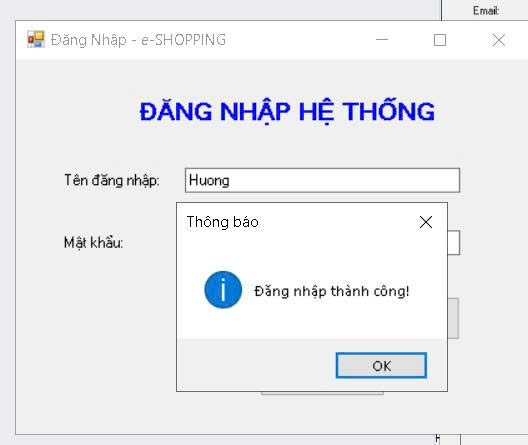 Email:
Đăng Nhập - e-SHOPPING
ĐĂNG NHẬP HỆ THỐNG
Tên đăng nhập:
Huong
Thông báo
Mật khẩu:
Đăng nhập thành công!
OK